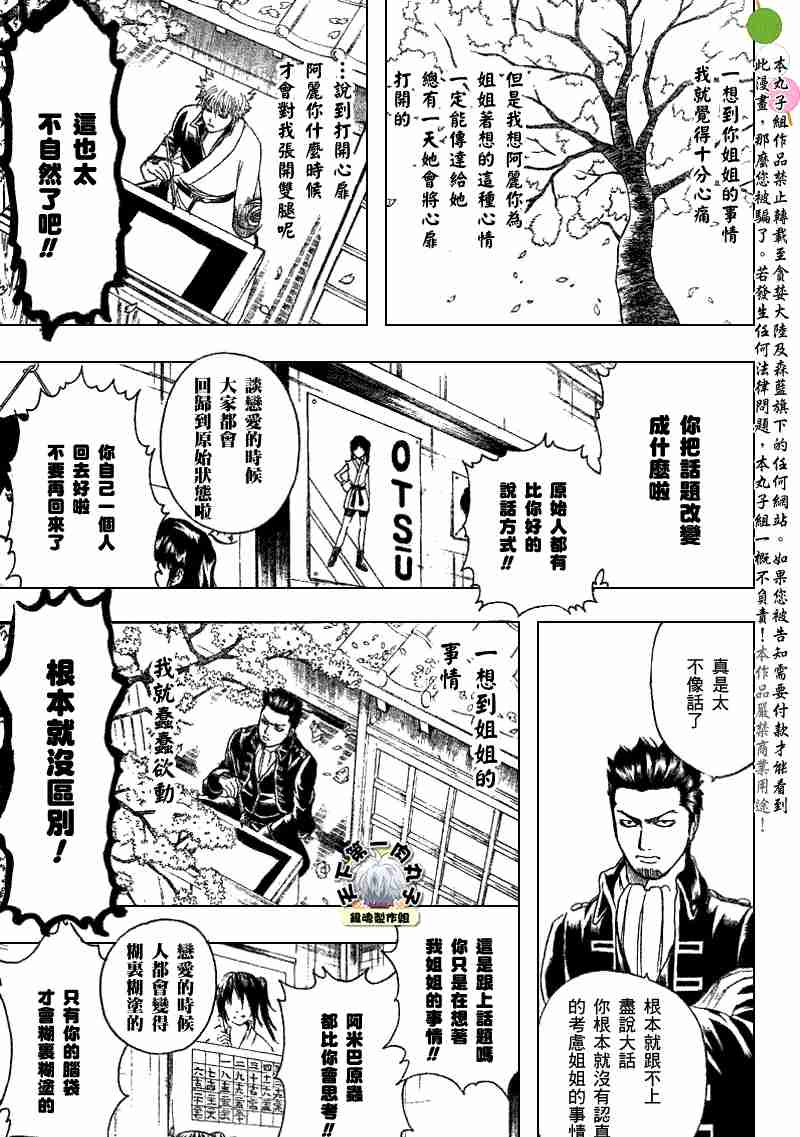 一想到你姐姐的事情
我就覺得十分心痛
但是我想阿麗你為
姐姐著想的這種心情
一定能傳達給她
總有一天她會將心扉
打開的
…說到打開心扉
阿麗你什麼時候
才會對我張開雙腿呢
這也太
不自然了吧!!
你把話題改變
成什麼啦
原始人都有
比你好的
說話方式!!
OTSŪ
談戀愛的時候
大家都會
回歸到原始狀態啦
你自己一個人
回去好啦
不要再回來了
真是太
不像話了
根本就跟不上
盡說大話
你根本就沒有認真
的考慮姐姐的事情
一想到姐姐的
事情
我就蠢蠢欲動
根本就沒區別!
這是跟上話題嗎
你只是在想著
我姐姐的事情!!
阿米巴原蟲
都比你會思考!!
戀愛的時候
人都會變得
糊裏糊塗的
只有你的腦袋
才會糊裏糊塗的
天下第一的丸子
銀魂製作組
本丸子組作品禁止轉載至貪婪大陸及森藍旗下的任何網站。如果您被告知需要付款才能看到
此漫畫，那麼您被騙了。若發生任何法律問題，本丸子組一概不負責！本作品嚴禁商業用途！